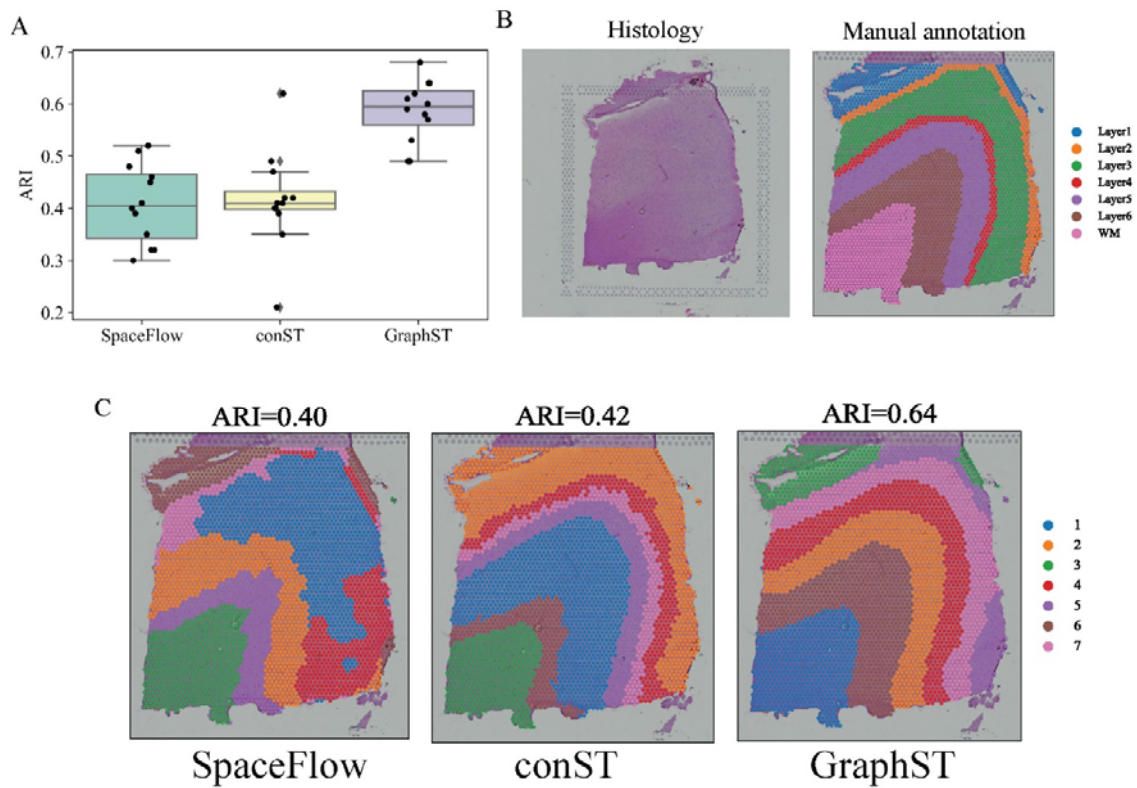 A
ARI
0.7
0.6
0.5
0.4
0.3
0.2
SpaceFlow
conST
GraphST
B
Histology
Manual annotation
Layer1
Layer2
Layer3
Layer4
Layer5
Layer6
WM
C
ARI=0.40
ARI=0.42
ARI=0.64
1
2
3
4
5
6
7
SpaceFlow
conST
GraphST